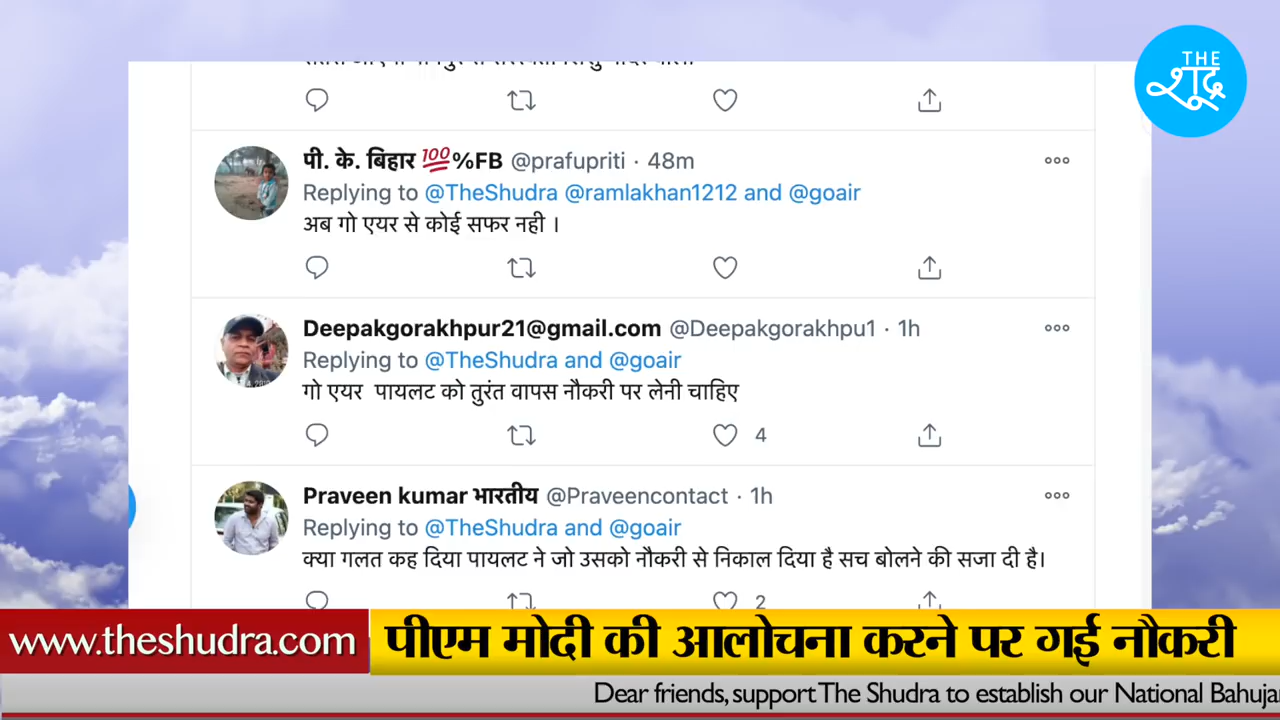 THE
शूद्र
पी. के. बिहार 💯%FB @prafupriti · 48m
Replying to @TheShudra @ramlakhan1212 and @goair
अब गो एयर से कोई सफर नही ।
Deepakgorakhpur21@gmail.com @Deepakgorakhpu1 · 1h
Replying to @TheShudra and @goair
गो एयर पायलट को तुरंत वापस नौकरी पर लेनी चाहिए
4
Praveen kumar भारतीय @Praveencontact · 1h
Replying to @TheShudra and @goair
क्या गलत कह दिया पायलट ने जो उसको नौकरी से निकाल दिया है सच बोलने की सजा दी है।
2
www.theshudra.com
पीएम मोदी की आलोचना करने पर गई नौकरी
Dear friends, support The Shudra to establish our National Bahuja